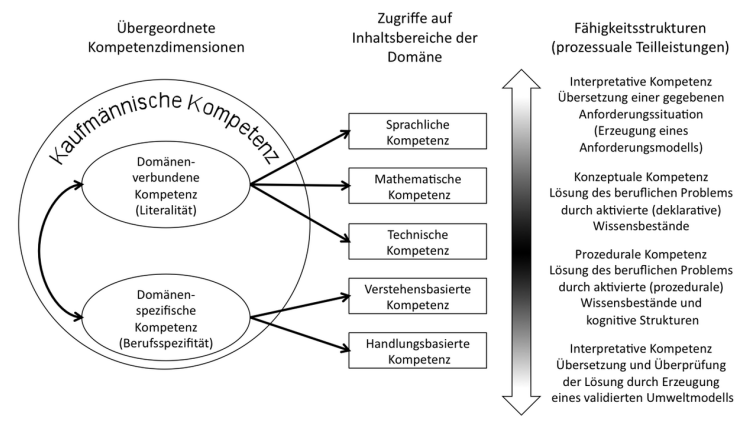 Übergeordnete
Kompetenzdimensionen
Zugriffe auf
Inhaltsbereiche der
Domäne
Fähigkeitsstrukturen
(prozessuale Teilleistungen)
Kaufmännische Kompetenz
Domänen-
verbundene
Kompetenz
(Literalität)
Domänen-
spezifische
Kompetenz
(Berufsspezifität)
Sprachliche
Kompetenz
Mathematische
Kompetenz
Technische
Kompetenz
Verstehensbasierte
Kompetenz
Handlungsbasierte
Kompetenz
Interpretative Kompetenz
Übersetzung einer gegebenen
Anforderungssituation
(Erzeugung eines
Anforderungsmodells)
Konzeptuale Kompetenz
Lösung des beruflichen Problems
durch aktivierte (deklarative)
Wissensbestände
Prozedurale Kompetenz
Lösung des beruflichen Problems
durch aktivierte (prozedurale)
Wissensbestände und
kognitive Strukturen
Interpretative Kompetenz
Übersetzung und Überprüfung
der Lösung durch Erzeugung
eines validierten Umweltmodells